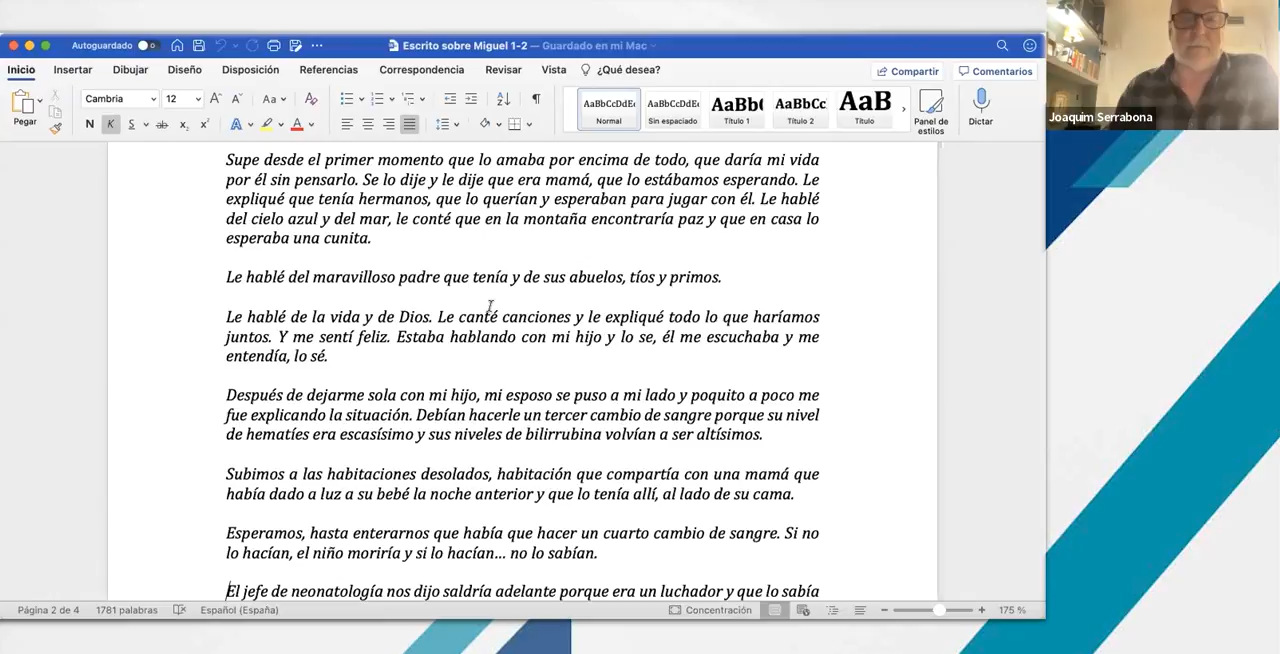 Autoguardado
Escrito sobre Miguel 1-2 — Guardado en mi Mac
Inicio Insertar Dibujar Diseño Disposición Referencias Correspondencia Revisar Vista ¿Qué desea? Compartir Comentarios
Pegar
Cambria 12
N K S ab x₂ x²
AaBbCcDdEe AaBbCcDdEe AaBb( AaBbCc AaB
Normal Sin espaciado Título 1 Título 2 Título
Panel de estilos
Dictar
Joaquim Serrabona
Supe desde el primer momento que lo amaba por encima de todo, que daría mi vida
por él sin pensarlo. Se lo dije y le dije que era mamá, que lo estábamos esperando. Le
expliqué que tenía hermanos, que lo querían y esperaban para jugar con él. Le hablé
del cielo azul y del mar, le conté que en la montaña encontraría paz y que en casa lo
esperaba una cunita.
Le hablé del maravilloso padre que tenía y de sus abuelos, tíos y primos.
Le hablé de la vida y de Dios. Le canté canciones y le expliqué todo lo que haríamos
juntos. Y me sentí feliz. Estaba hablando con mi hijo y lo se, él me escuchaba y me
entendía, lo sé.
Después de dejarme sola con mi hijo, mi esposo se puso a mi lado y poquito a poco me
fue explicando la situación. Debían hacerle un tercer cambio de sangre porque su nivel
de hematíes era escasísimo y sus niveles de bilirrubina volvían a ser altísimos.
Subimos a las habitaciones desolados, habitación que compartía con una mamá que
había dado a luz a su bebé la noche anterior y que lo tenía allí, al lado de su cama.
Esperamos, hasta enterarnos que había que hacer un cuarto cambio de sangre. Si no
lo hacían, el niño moriría y si lo hacían... no lo sabían.
El jefe de neonatología nos dijo saldría adelante porque era un luchador y que lo sabía
Página 2 de 4 1781 palabras Español (España) Concentración 175 %